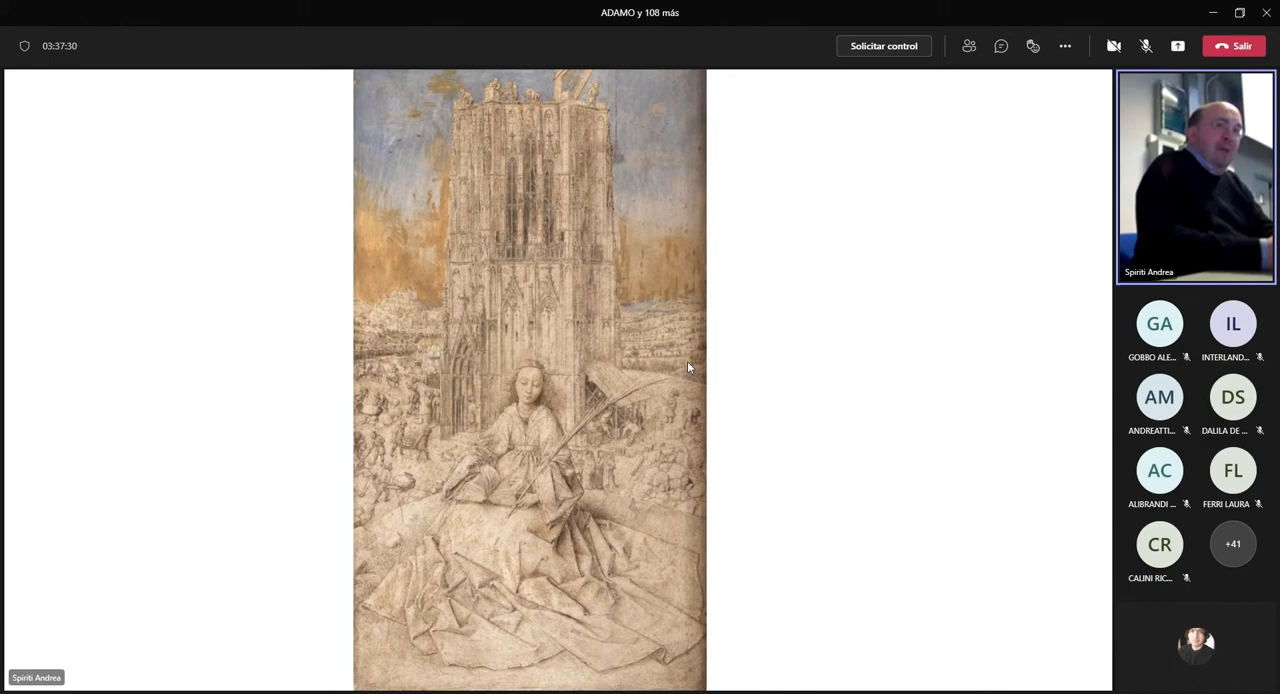 ADAMO y 108 más
03:37:30
Solicitar control
Salir
Spiriti Andrea
GA
IL
GOBBO ALE...
INTERLAND...
AM
DS
ANDREATTI...
DALILA DE ...
AC
FL
ALIBRANDI ...
FERRI LAURA
CR
+41
CALINI RIC...
Spiriti Andrea